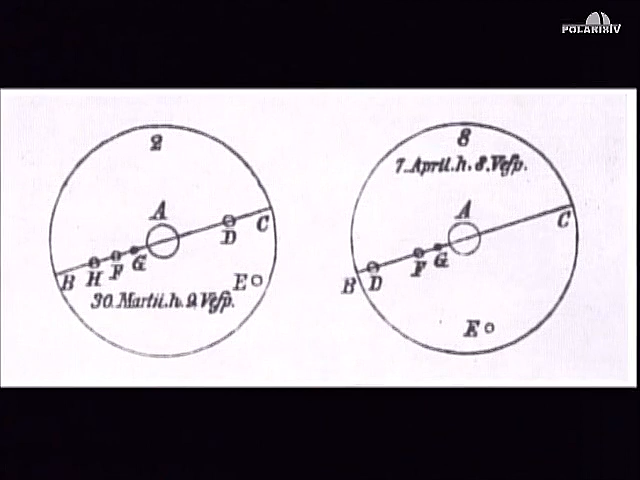 POLARIXIV
2
A
C
D
G
F
H
B
E
30. Martii. h. 9. Vesp.
8
7. April. h. 8. Vesp.
A
C
G
F
D
B
E